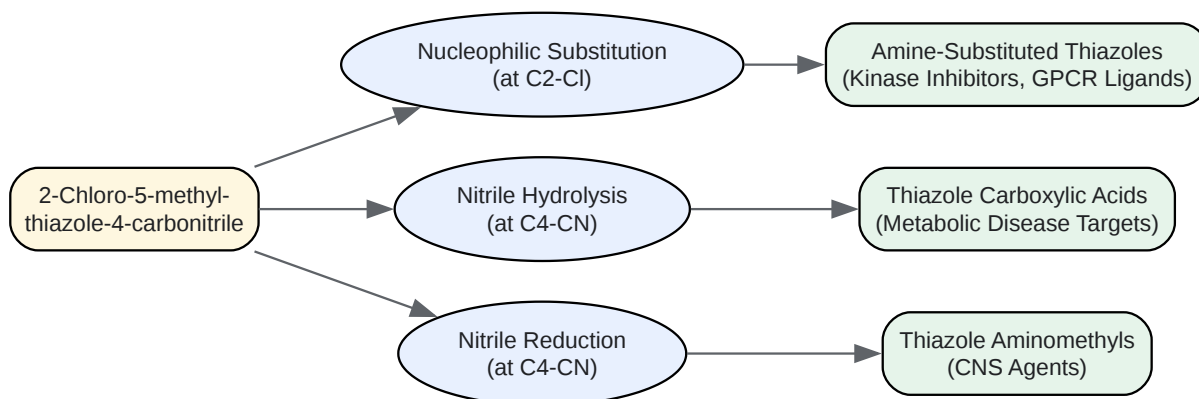 Nucleophilic Substitution
(at C2-Cl)
Amine-Substituted Thiazoles
(Kinase Inhibitors, GPCR Ligands)
2-Chloro-5-methyl-
thiazole-4-carbonitrile
Nitrile Hydrolysis
(at C4-CN)
Thiazole Carboxylic Acids
(Metabolic Disease Targets)
Nitrile Reduction
(at C4-CN)
Thiazole Aminomethyls
(CNS Agents)